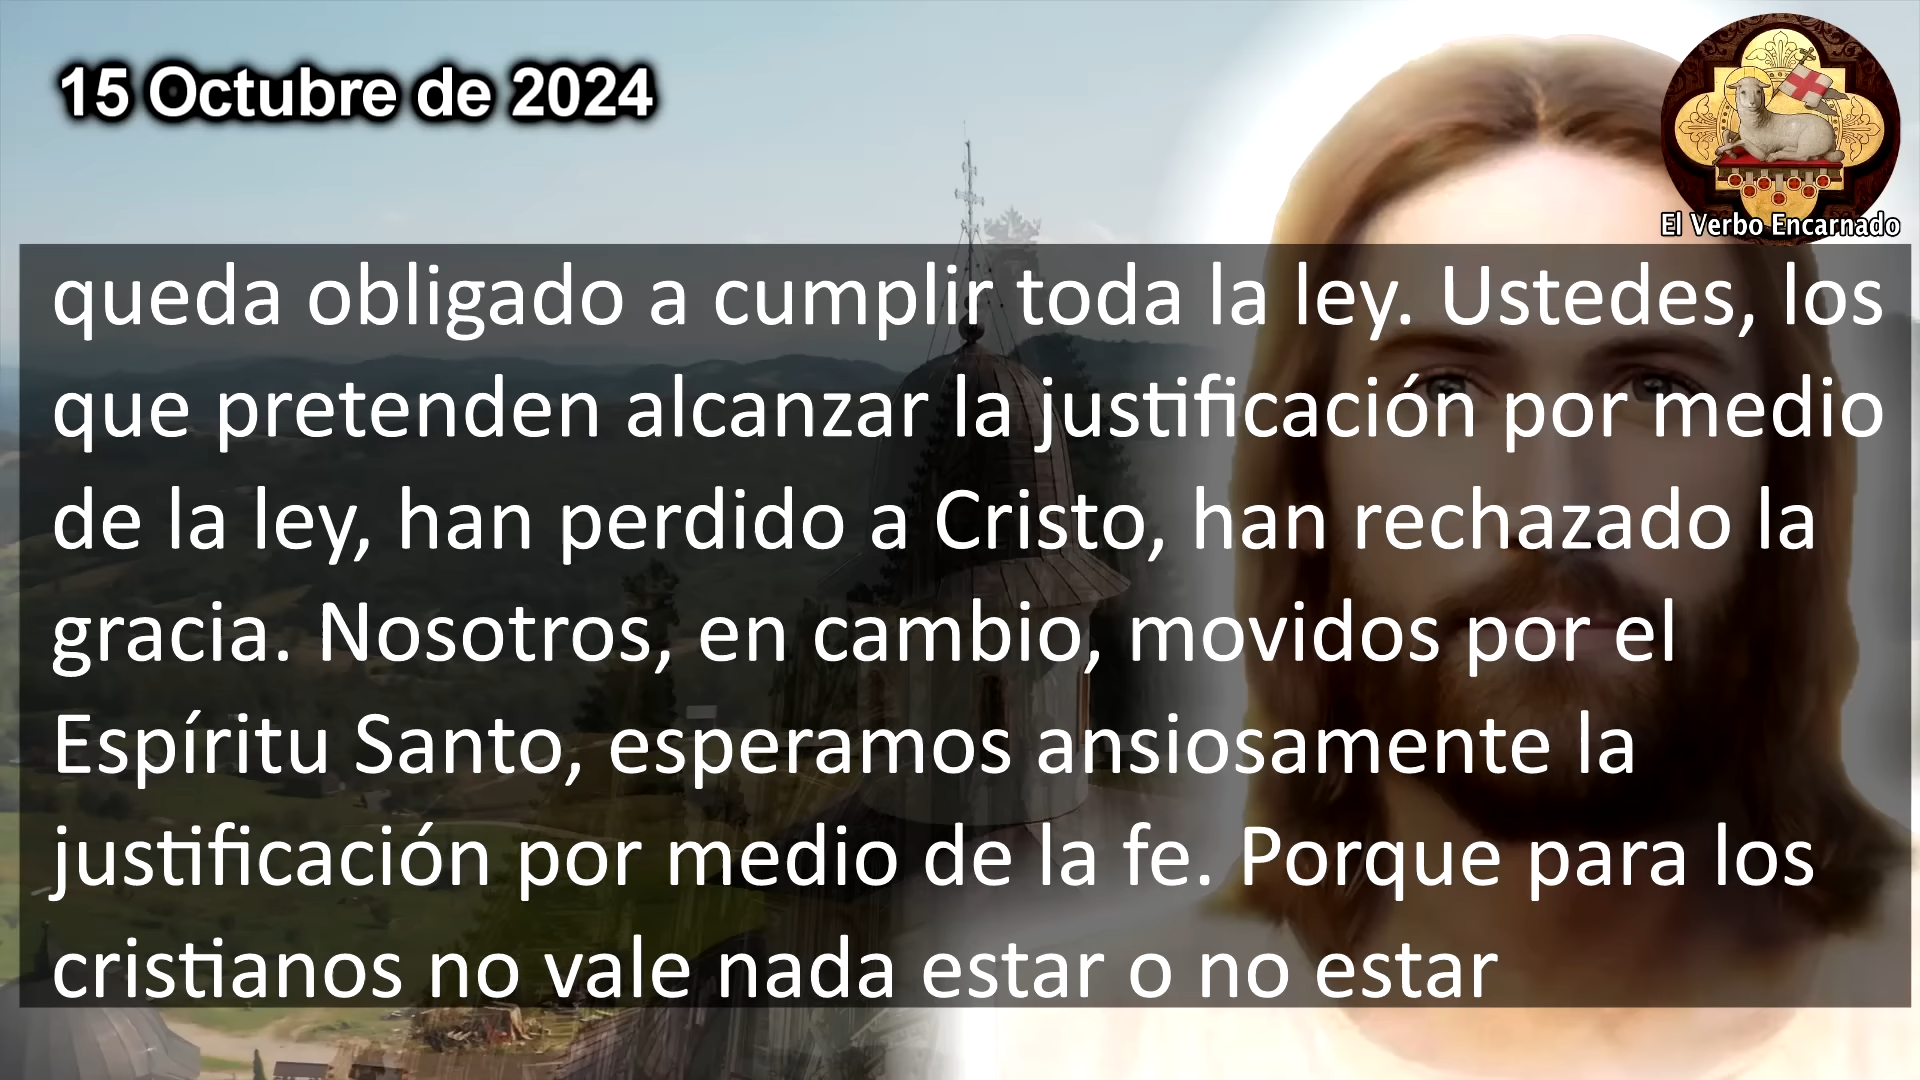 15 Octubre de 2024
El Verbo Encarnado
queda obligado a cumplir toda la ley. Ustedes, los
que pretenden alcanzar la justificación por medio
de la ley, han perdido a Cristo, han rechazado la
gracia. Nosotros, en cambio, movidos por el
Espíritu Santo, esperamos ansiosamente la
justificación por medio de la fe. Porque para los
cristianos no vale nada estar o no estar